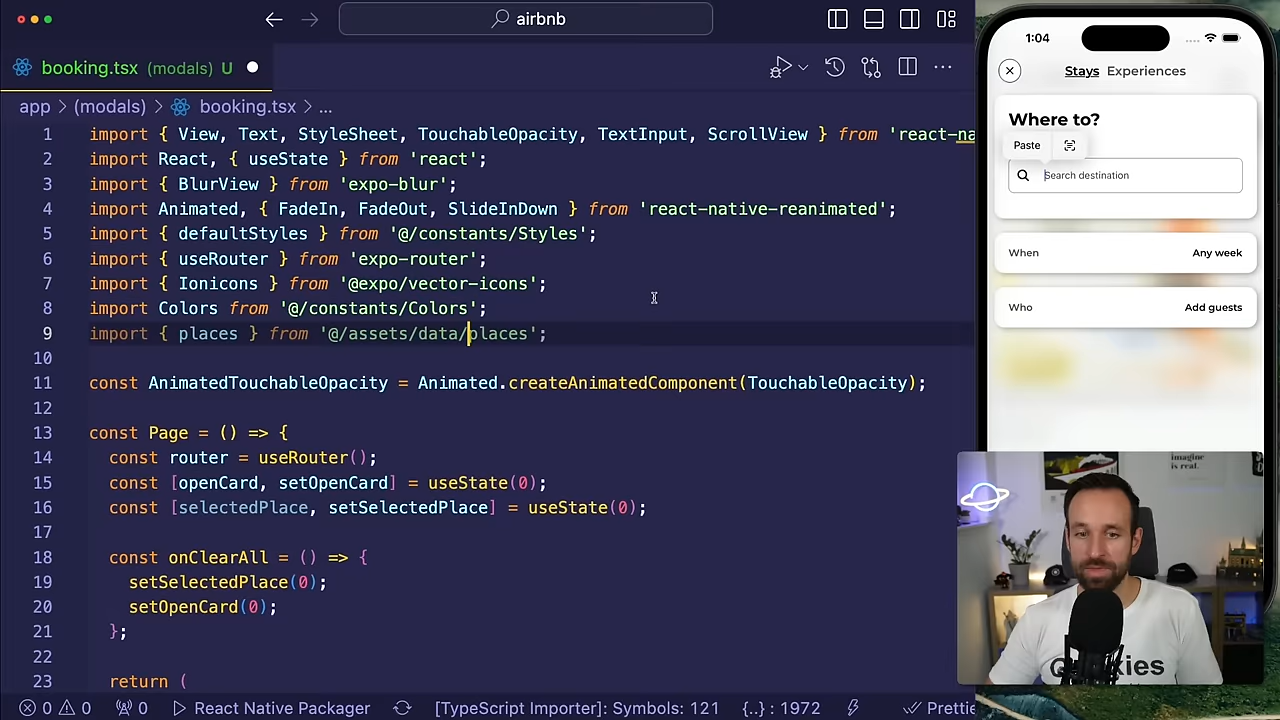 airbnb
booking.tsx (modals) U
app > (modals) > booking.tsx > ...
1 import { View, Text, StyleSheet, TouchableOpacity, TextInput, ScrollView } from 'react-na
2 import React, { useState } from 'react';
3 import { BlurView } from 'expo-blur';
4 import Animated, { FadeIn, FadeOut, SlideInDown } from 'react-native-reanimated';
5 import { defaultStyles } from '@/constants/Styles';
6 import { useRouter } from 'expo-router';
7 import { Ionicons } from '@expo/vector-icons';
8 import Colors from '@/constants/Colors';
9 import { places } from '@/assets/data/places';
10
11 const AnimatedTouchableOpacity = Animated.createAnimatedComponent(TouchableOpacity);
12
13 const Page = () => {
14 const router = useRouter();
15 const [openCard, setOpenCard] = useState(0);
16 const [selectedPlace, setSelectedPlace] = useState(0);
17
18 const onClearAll = () => {
19 setSelectedPlace(0);
20 setOpenCard(0);
21 };
22
23 return (
0 0 0 React Native Packager [TypeScript Importer]: Symbols: 121 {..} : 1972 Prettie
1:04
Stays Experiences
Where to?
Paste
Search destination
When Any week
Who Add guests
imagine
is real.